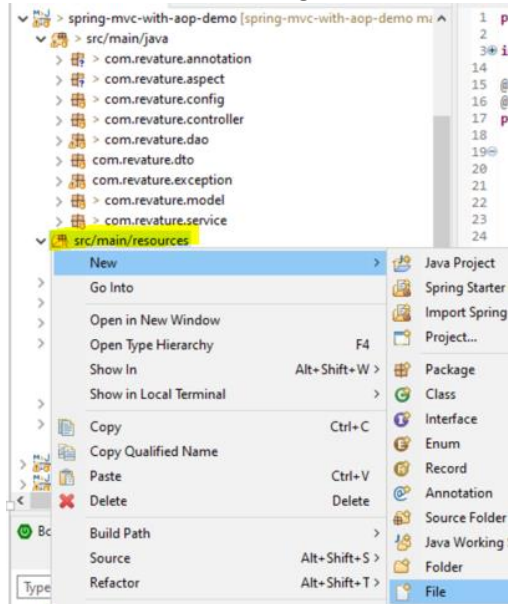 > spring-mvc-with-aop-demo [spring-mvc-with-aop-demo ma
> src/main/java
> com.revature.annotation
> com.revature.aspect
> com.revature.config
> com.revature.controller
> com.revature.dao
com.revature.dto
com.revature.exception
> com.revature.model
> com.revature.service
src/main/resources
1 p
2
3 i
14
15 @
16 @
17 p
18
19
20
21
22
23
24
New >
Go Into
Open in New Window
Open Type Hierarchy F4
Show In Alt+Shift+W >
Show in Local Terminal >
Copy Ctrl+C
Copy Qualified Name
Paste Ctrl+V
Delete Delete
Build Path >
Source Alt+Shift+S >
Refactor Alt+Shift+T >
Java Project
Spring Starter
Import Spring
Project...
Package
Class
Interface
Enum
Record
Annotation
Source Folder
Java Working
Folder
File
Bo
Type